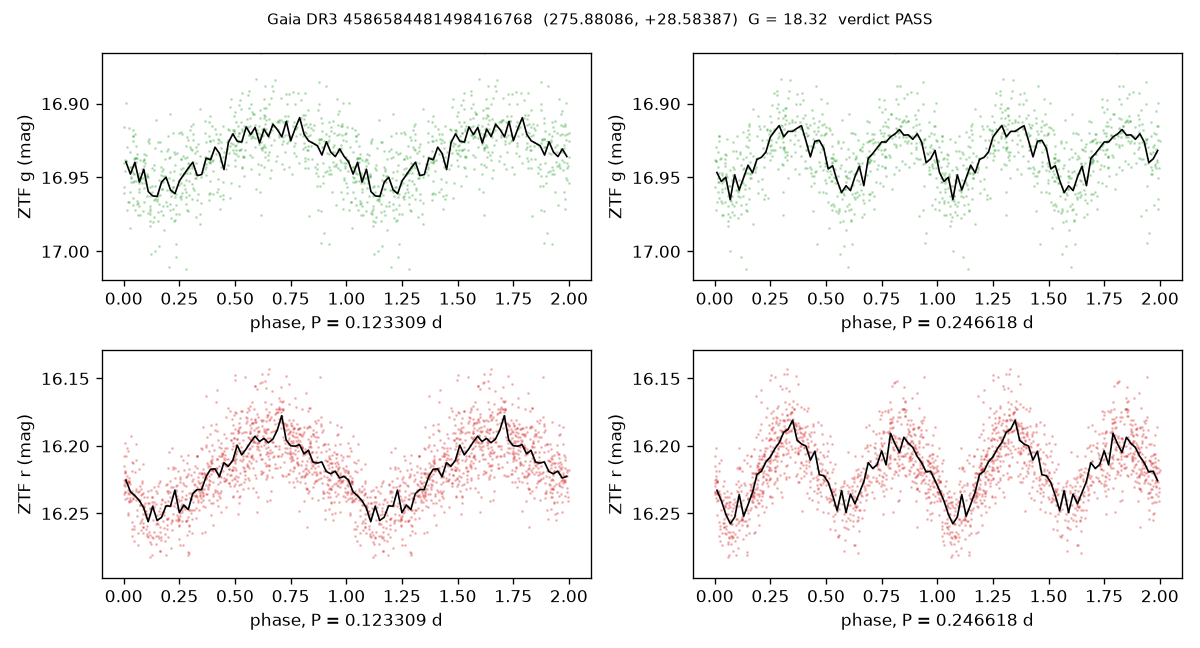 Gaia DR3 4586584481498416768 (275.88086, +28.58387) G = 18.32 verdict PASS
ZTF g (mag)
16.90
16.95
17.00
0.00 0.25 0.50 0.75 1.00 1.25 1.50 1.75 2.00
phase, P = 0.123309 d
ZTF g (mag)
16.90
16.95
17.00
0.00 0.25 0.50 0.75 1.00 1.25 1.50 1.75 2.00
phase, P = 0.246618 d
ZTF r (mag)
16.15
16.20
16.25
0.00 0.25 0.50 0.75 1.00 1.25 1.50 1.75 2.00
phase, P = 0.123309 d
ZTF r (mag)
16.15
16.20
16.25
0.00 0.25 0.50 0.75 1.00 1.25 1.50 1.75 2.00
phase, P = 0.246618 d